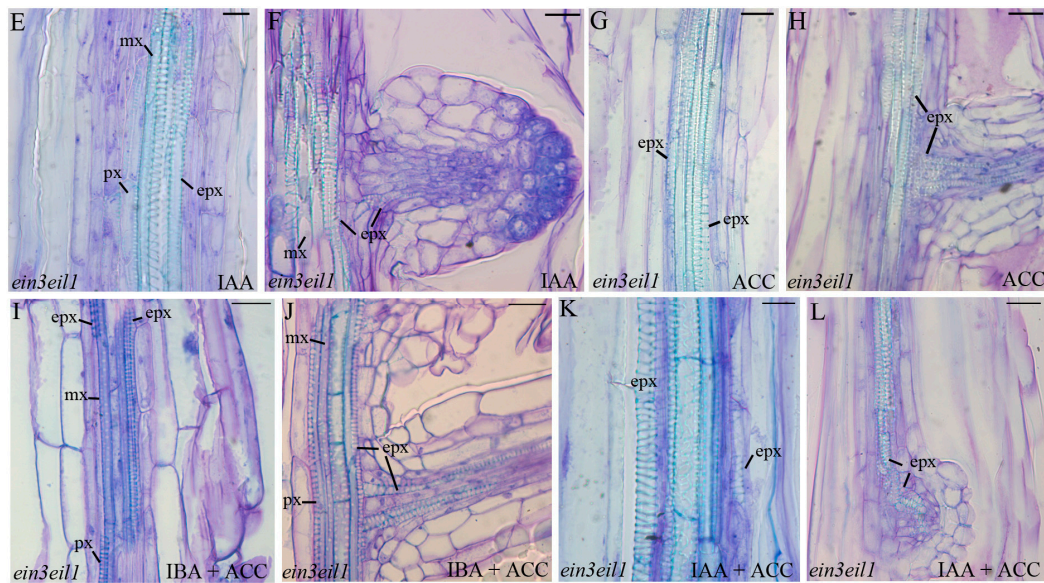 E
mx
px
epx
ein3eil1
IAA
F
epx
mx
ein3eil1
IAA
G
epx
epx
ein3eil1
ACC
H
epx
ein3eil1
ACC
I
epx
epx
mx
px
ein3eil1
IBA + ACC
J
mx
epx
px
ein3eil1
IBA + ACC
K
epx
epx
ein3eil1
IAA + ACC
L
epx
ein3eil1
IAA + ACC